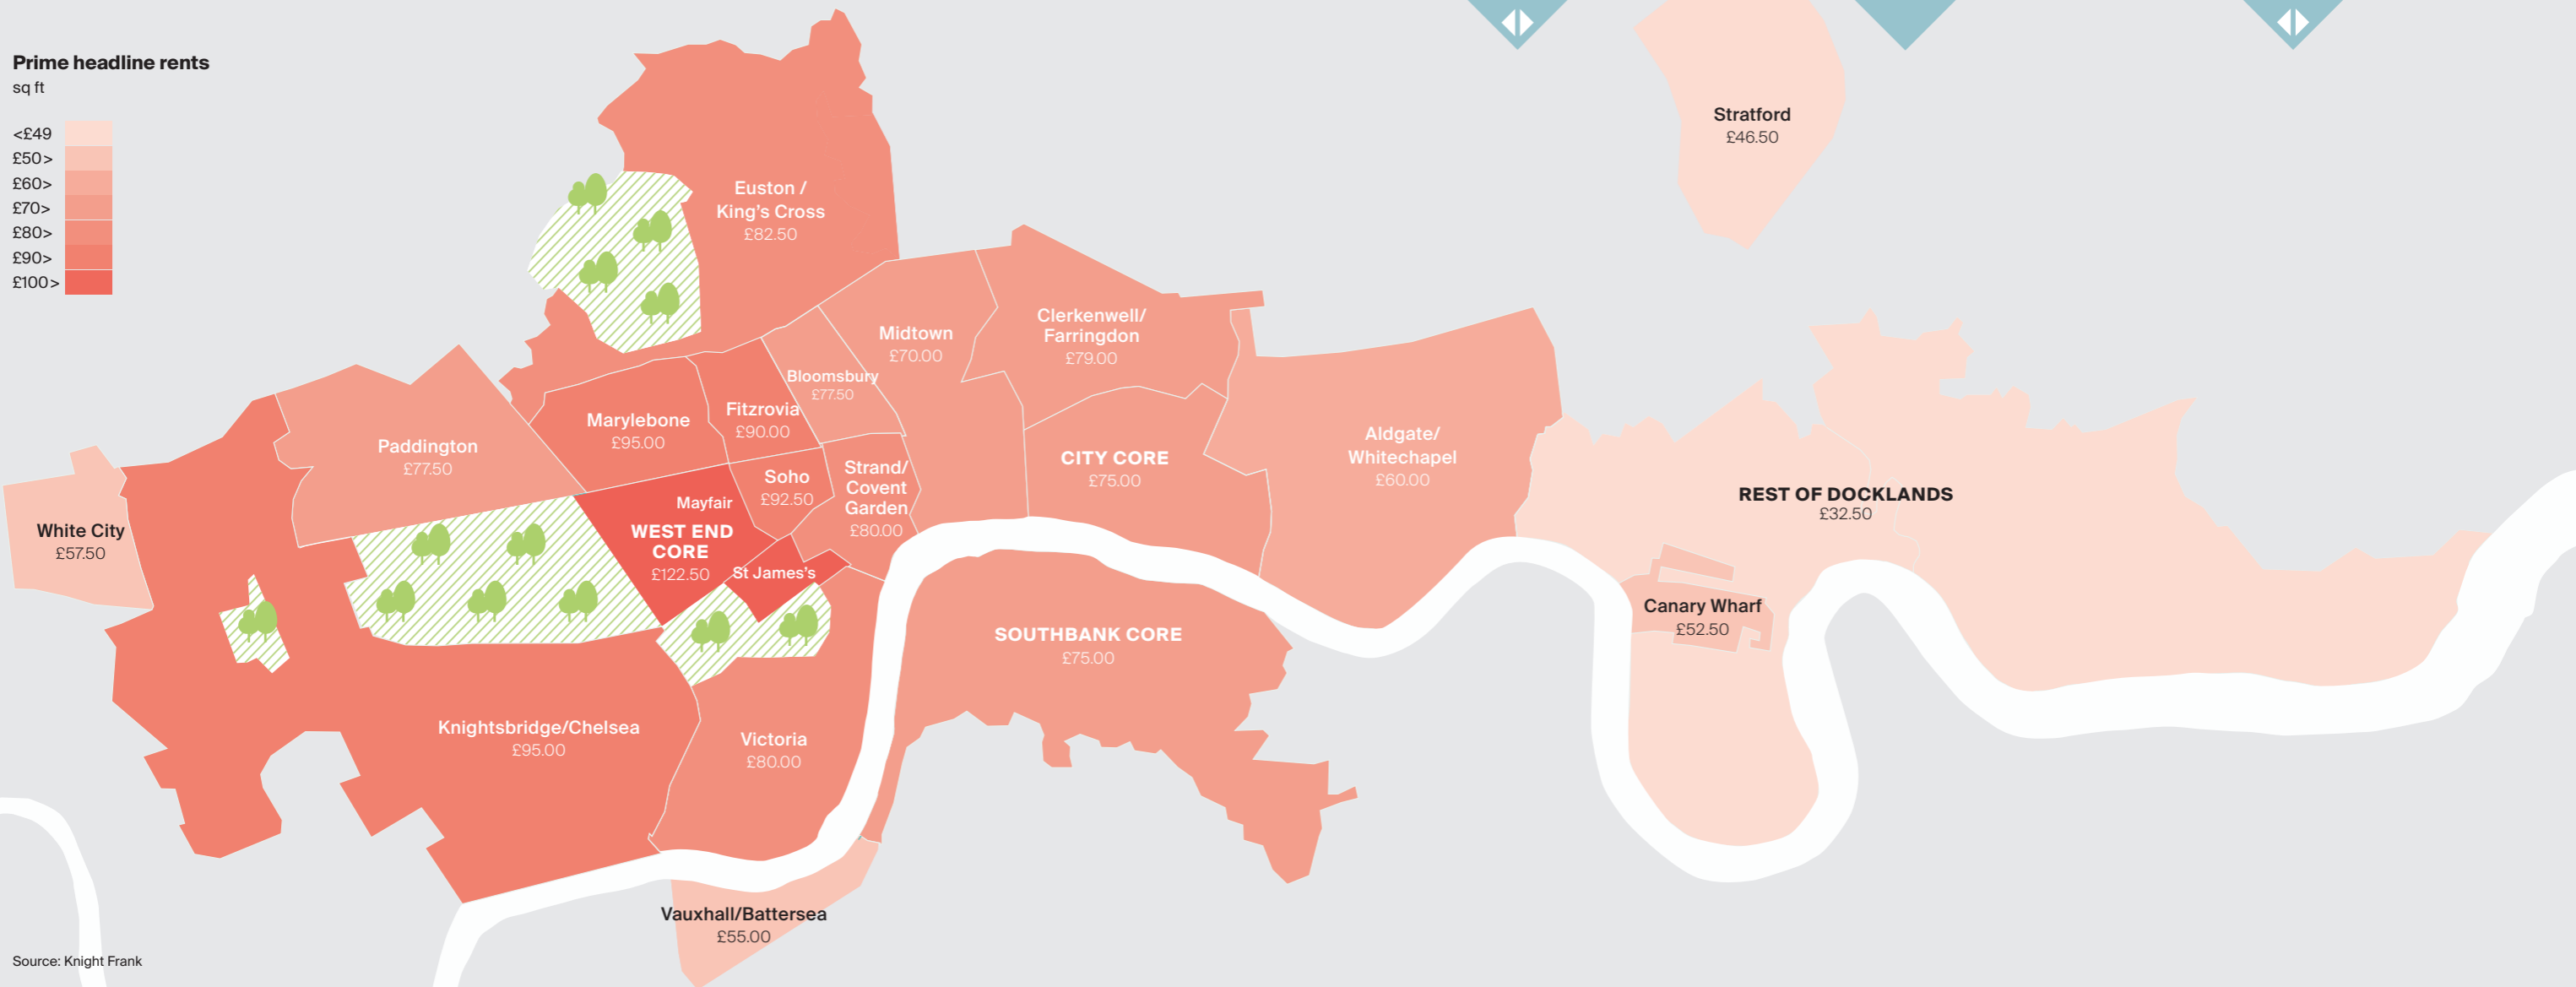 Prime headline rents
sq ft
<£49
£50>
£60>
£70>
£80>
£90>
£100>
Stratford
£46.50
Euston /
King's Cross
£82.50
Midtown
£70.00
Clerkenwell/
Farringdon
£79.00
Bloomsbury
£77.50
Fitzrovia
£90.00
Marylebone
£95.00
Paddington
£77.50
White City
£57.50
Soho
£92.50
Strand/
Covent
Garden
£80.00
CITY CORE
£75.00
Aldgate/
Whitechapel
£60.00
REST OF DOCKLANDS
£32.50
Mayfair
WEST END
CORE
£122.50
St James's
Canary Wharf
£52.50
SOUTHBANK CORE
£75.00
Knightsbridge/Chelsea
£95.00
Victoria
£80.00
Vauxhall/Battersea
£55.00
Source: Knight Frank